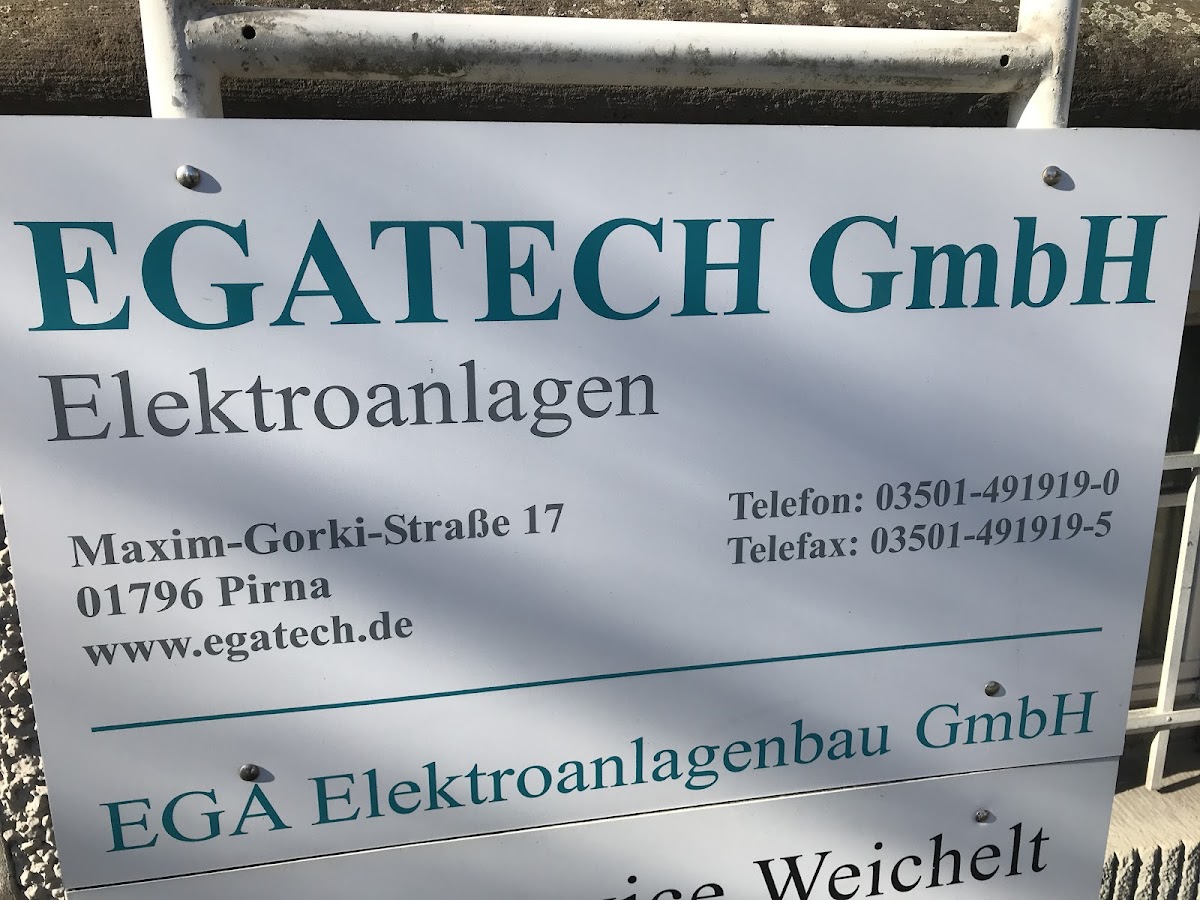 EGATECH GmbH
Elektroanlagen
Maxim-Gorki-Straße 17
01796 Pirna
www.egatech.de
Telefon: 03501-491919-0
Telefax: 03501-491919-5
EGA Elektroanlagenbau GmbH
Weichelt